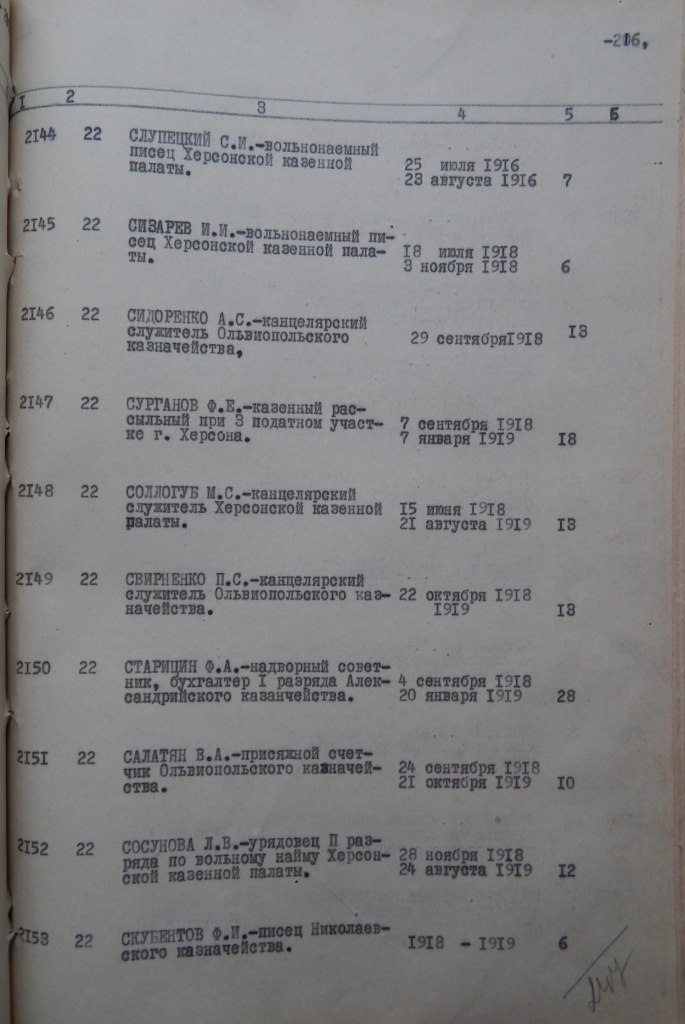 -216,
I 2 3 4 5 6
2144 22 СЛУПЕЦКИЙ С.И.-вольнонаемный
писец Херсонской казенной 25 июля 1916
палаты. 23 августа 1916 7
2145 22 СИЗАРЕВ И.И.-вольнонаемный пи-
сец Херсонской казенной пала- 18 июля 1918
ты. 3 ноября 1918 6
2146 22 СИДОРЕНКО А.С.-канцелярский
служитель Ольвиопольского 29 сентября1918 13
казначейства,
2147 22 СУРГАНОВ Ф.Е.-казенный рас-
сыльный при 3 податном участ- 7 сентября 1918
ке г. Херсона. 7 января 1919 18
2148 22 СОЛЛОГУБ М.С.-канцелярский
служитель Херсонской казенной 15 июня 1918
палаты. 21 августа 1919 13
2149 22 СВИРНЕНКО П.С.-канцелярский
служитель Ольвиопольского каз- 22 октября 1918
начейства. 1919 13
2150 22 СТАРИЦИН Ф.А.-надворный совет-
ник, бухгалтер I разряда Алек- 4 сентября 1918
сандрийского казанчейства. 20 января 1919 28
2151 22 САЛАТЯН В.А.-присяжной счет-
чик Ольвиопольского казначей- 24 сентября 1918
ства. 21 октября 1919 10
2152 22 СОСУНОВА Л.В.-урядовец П раз-
ряда по вольному найму Херсон- 28 ноября 1918
ской казенной палаты. 24 августа 1919 12
2153 22 СКУБЕНТОВ Ф.И.-писец Николаев-
ского казначейства. 1918 - 1919 6